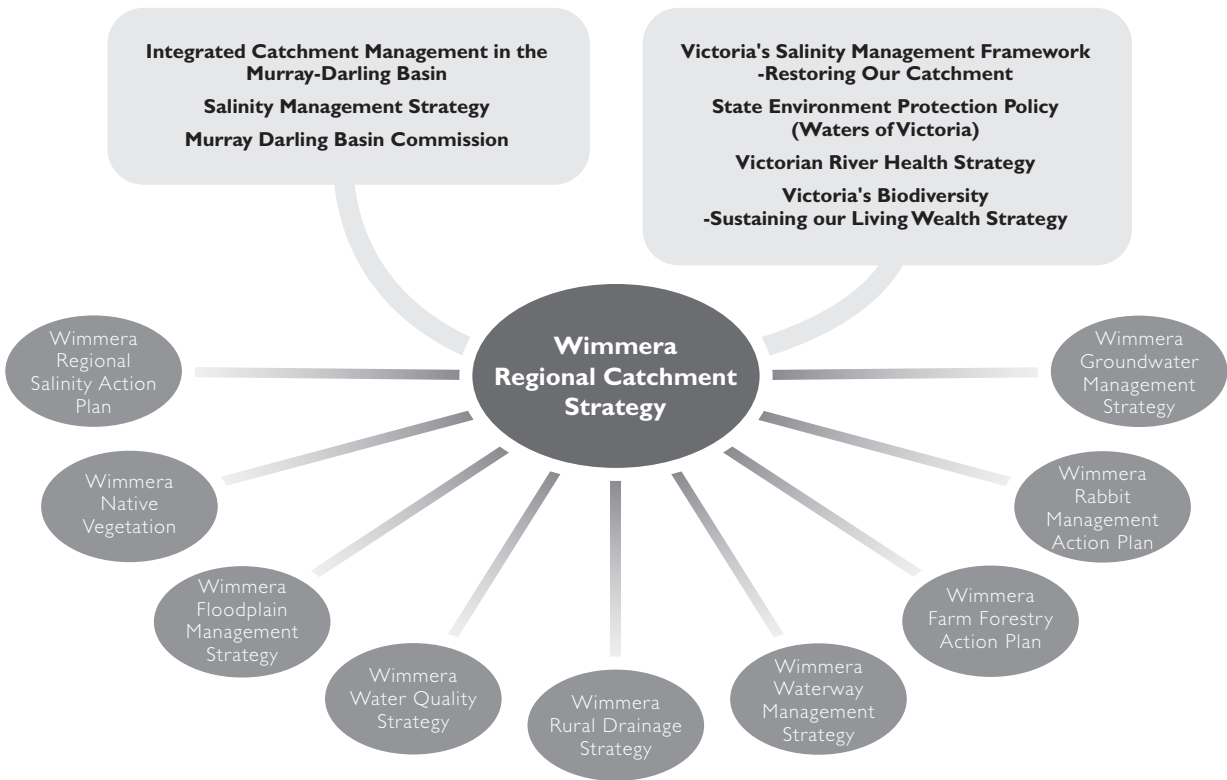 Integrated Catchment Management in the
Murray-Darling Basin
Salinity Management Strategy
Murray Darling Basin Commission
Victoria's Salinity Management Framework
-Restoring Our Catchment
State Environment Protection Policy
(Waters of Victoria)
Victorian River Health Strategy
Victoria's Biodiversity
-Sustaining our Living Wealth Strategy
Wimmera
Regional Catchment
Strategy
Wimmera
Regional
Salinity Action
Plan
Wimmera
Native
Vegetation
Wimmera
Floodplain
Management
Strategy
Wimmera
Water Quality
Strategy
Wimmera
Rural Drainage
Strategy
Wimmera
Waterway
Management
Strategy
Wimmera
Farm Forestry
Action Plan
Wimmera
Rabbit
Management
Action Plan
Wimmera
Groundwater
Management
Strategy